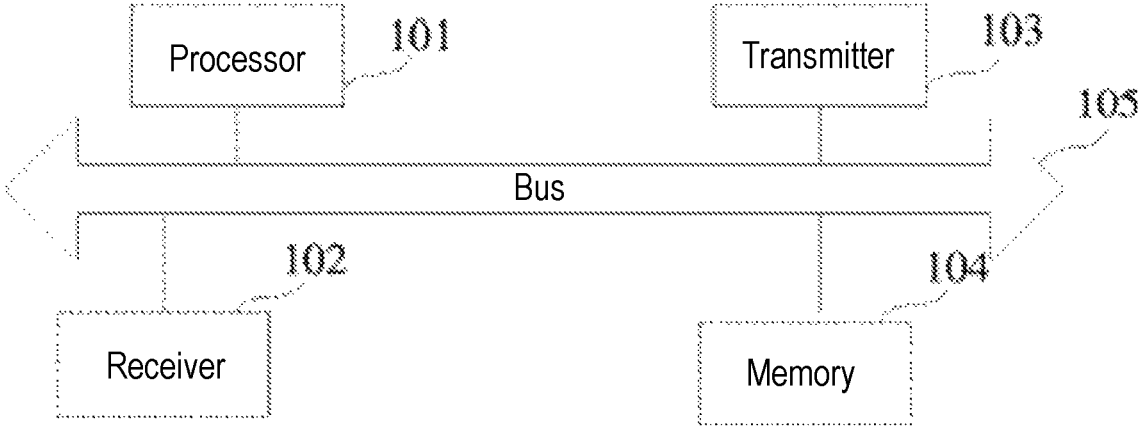 101
Processor
103
Transmitter
105
Bus
102
Receiver
104
Memory